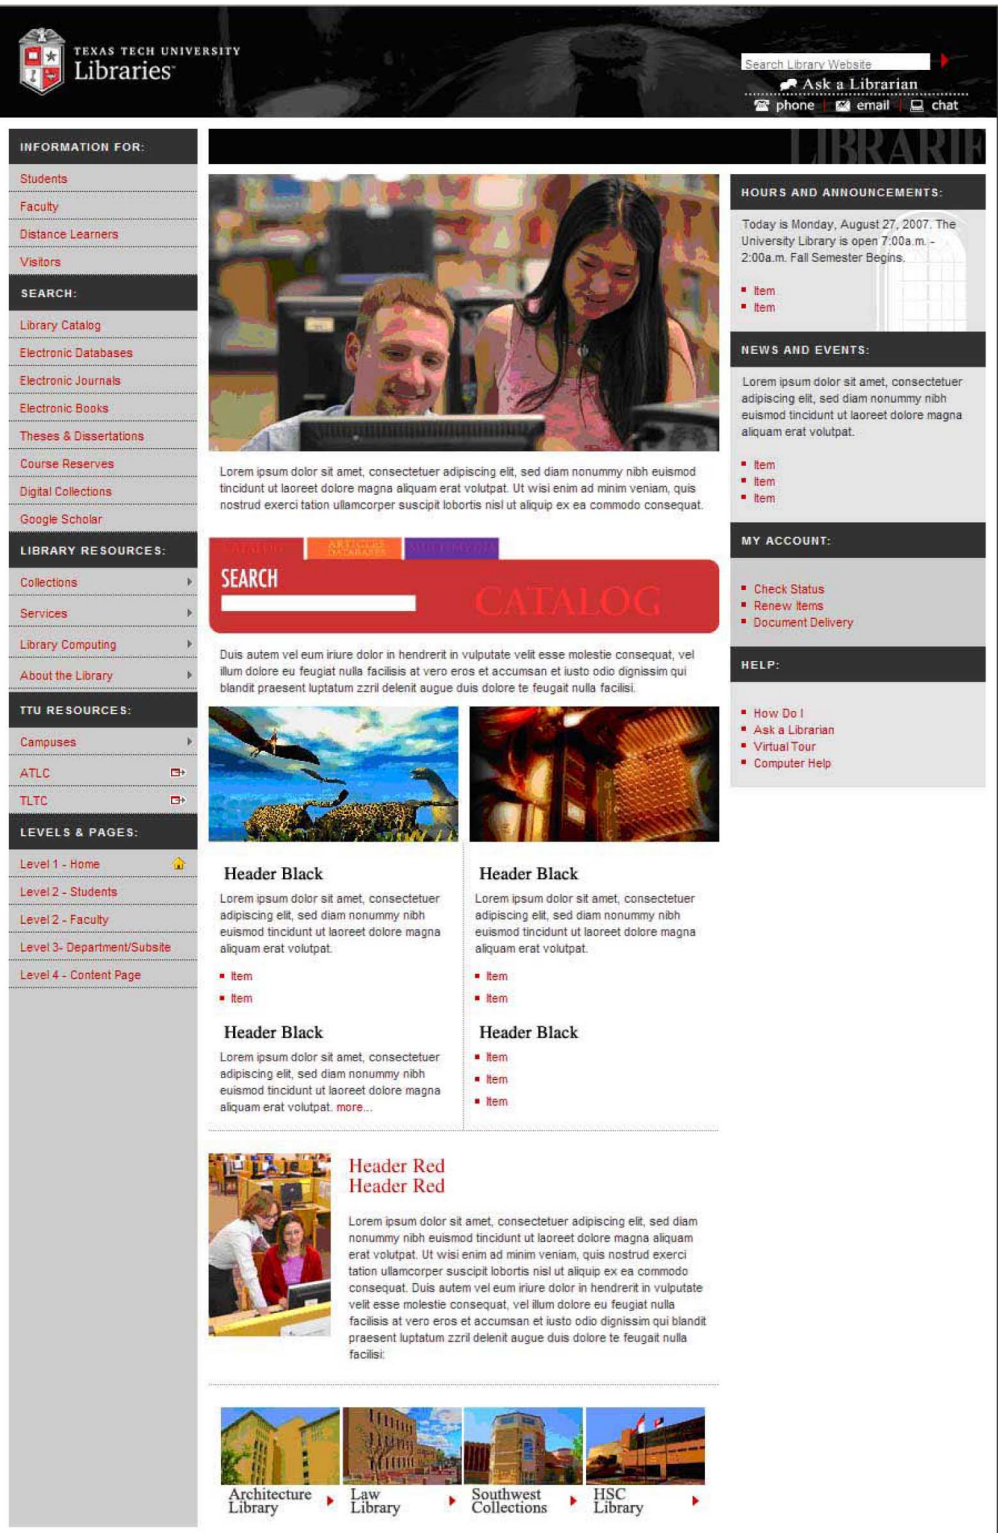 TEXAS TECH UNIVERSITY
Libraries™
Search Library Website
Ask a Librarian
phone | email | chat
INFORMATION FOR:
Students
Faculty
Distance Learners
Visitors
SEARCH:
Library Catalog
Electronic Databases
Electronic Journals
Electronic Books
Theses & Dissertations
Course Reserves
Digital Collections
Google Scholar
LIBRARY RESOURCES:
Collections
Services
Library Computing
About the Library
TTU RESOURCES:
Campuses
ATLC
TLTC
LEVELS & PAGES:
Level 1 - Home
Level 2 - Students
Level 2 - Faculty
Level 3- Department/Subsite
Level 4 - Content Page
LIBRARIE
Lorem ipsum dolor sit amet, consectetuer adipiscing elit, sed diam nonummy nibh euismod
tincidunt ut laoreet dolore magna aliquam erat volutpat. Ut wisi enim ad minim veniam, quis
nostrud exerci tation ullamcorper suscipit lobortis nisl ut aliquip ex ea commodo consequat.
CATALOG
ARTICLES
DATABASES
MULTIMEDIA
SEARCH
CATALOG
Duis autem vel eum iriure dolor in hendrerit in vulputate velit esse molestie consequat, vel
illum dolore eu feugiat nulla facilisis at vero eros et accumsan et iusto odio dignissim qui
blandit praesent luptatum zzril delenit augue duis dolore te feugait nulla facilisi.
Header Black
Lorem ipsum dolor sit amet, consectetuer
adipiscing elit, sed diam nonummy nibh
euismod tincidunt ut laoreet dolore magna
aliquam erat volutpat.
Item
Item
Header Black
Lorem ipsum dolor sit amet, consectetuer
adipiscing elit, sed diam nonummy nibh
euismod tincidunt ut laoreet dolore magna
aliquam erat volutpat. more...
Header Black
Lorem ipsum dolor sit amet, consectetuer
adipiscing elit, sed diam nonummy nibh
euismod tincidunt ut laoreet dolore magna
aliquam erat volutpat.
Item
Item
Header Black
Item
Item
Item
Header Red
Header Red
Lorem ipsum dolor sit amet, consectetuer adipiscing elit, sed diam
nonummy nibh euismod tincidunt ut laoreet dolore magna aliquam
erat volutpat. Ut wisi enim ad minim veniam, quis nostrud exerci
tation ullamcorper suscipit lobortis nisl ut aliquip ex ea commodo
consequat. Duis autem vel eum iriure dolor in hendrerit in vulputate
velit esse molestie consequat, vel illum dolore eu feugiat nulla
facilisis at vero eros et accumsan et iusto odio dignissim qui blandit
praesent luptatum zzril delenit augue duis dolore te feugait nulla
facilisi:
Architecture
Library
Law
Library
Southwest
Collections
HSC
Library
HOURS AND ANNOUNCEMENTS:
Today is Monday, August 27, 2007. The
University Library is open 7:00a.m. -
2:00a.m. Fall Semester Begins.
Item
Item
NEWS AND EVENTS:
Lorem ipsum dolor sit amet, consectetuer
adipiscing elit, sed diam nonummy nibh
euismod tincidunt ut laoreet dolore magna
aliquam erat volutpat.
Item
Item
Item
MY ACCOUNT:
Check Status
Renew Items
Document Delivery
HELP:
How Do I
Ask a Librarian
Virtual Tour
Computer Help